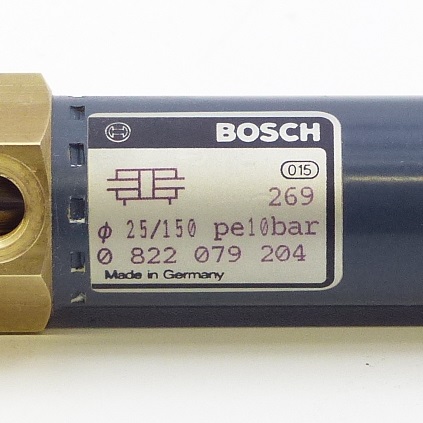 BOSCH
015
269
ϕ 25/150 pe10bar
0 822 079 204
Made in Germany